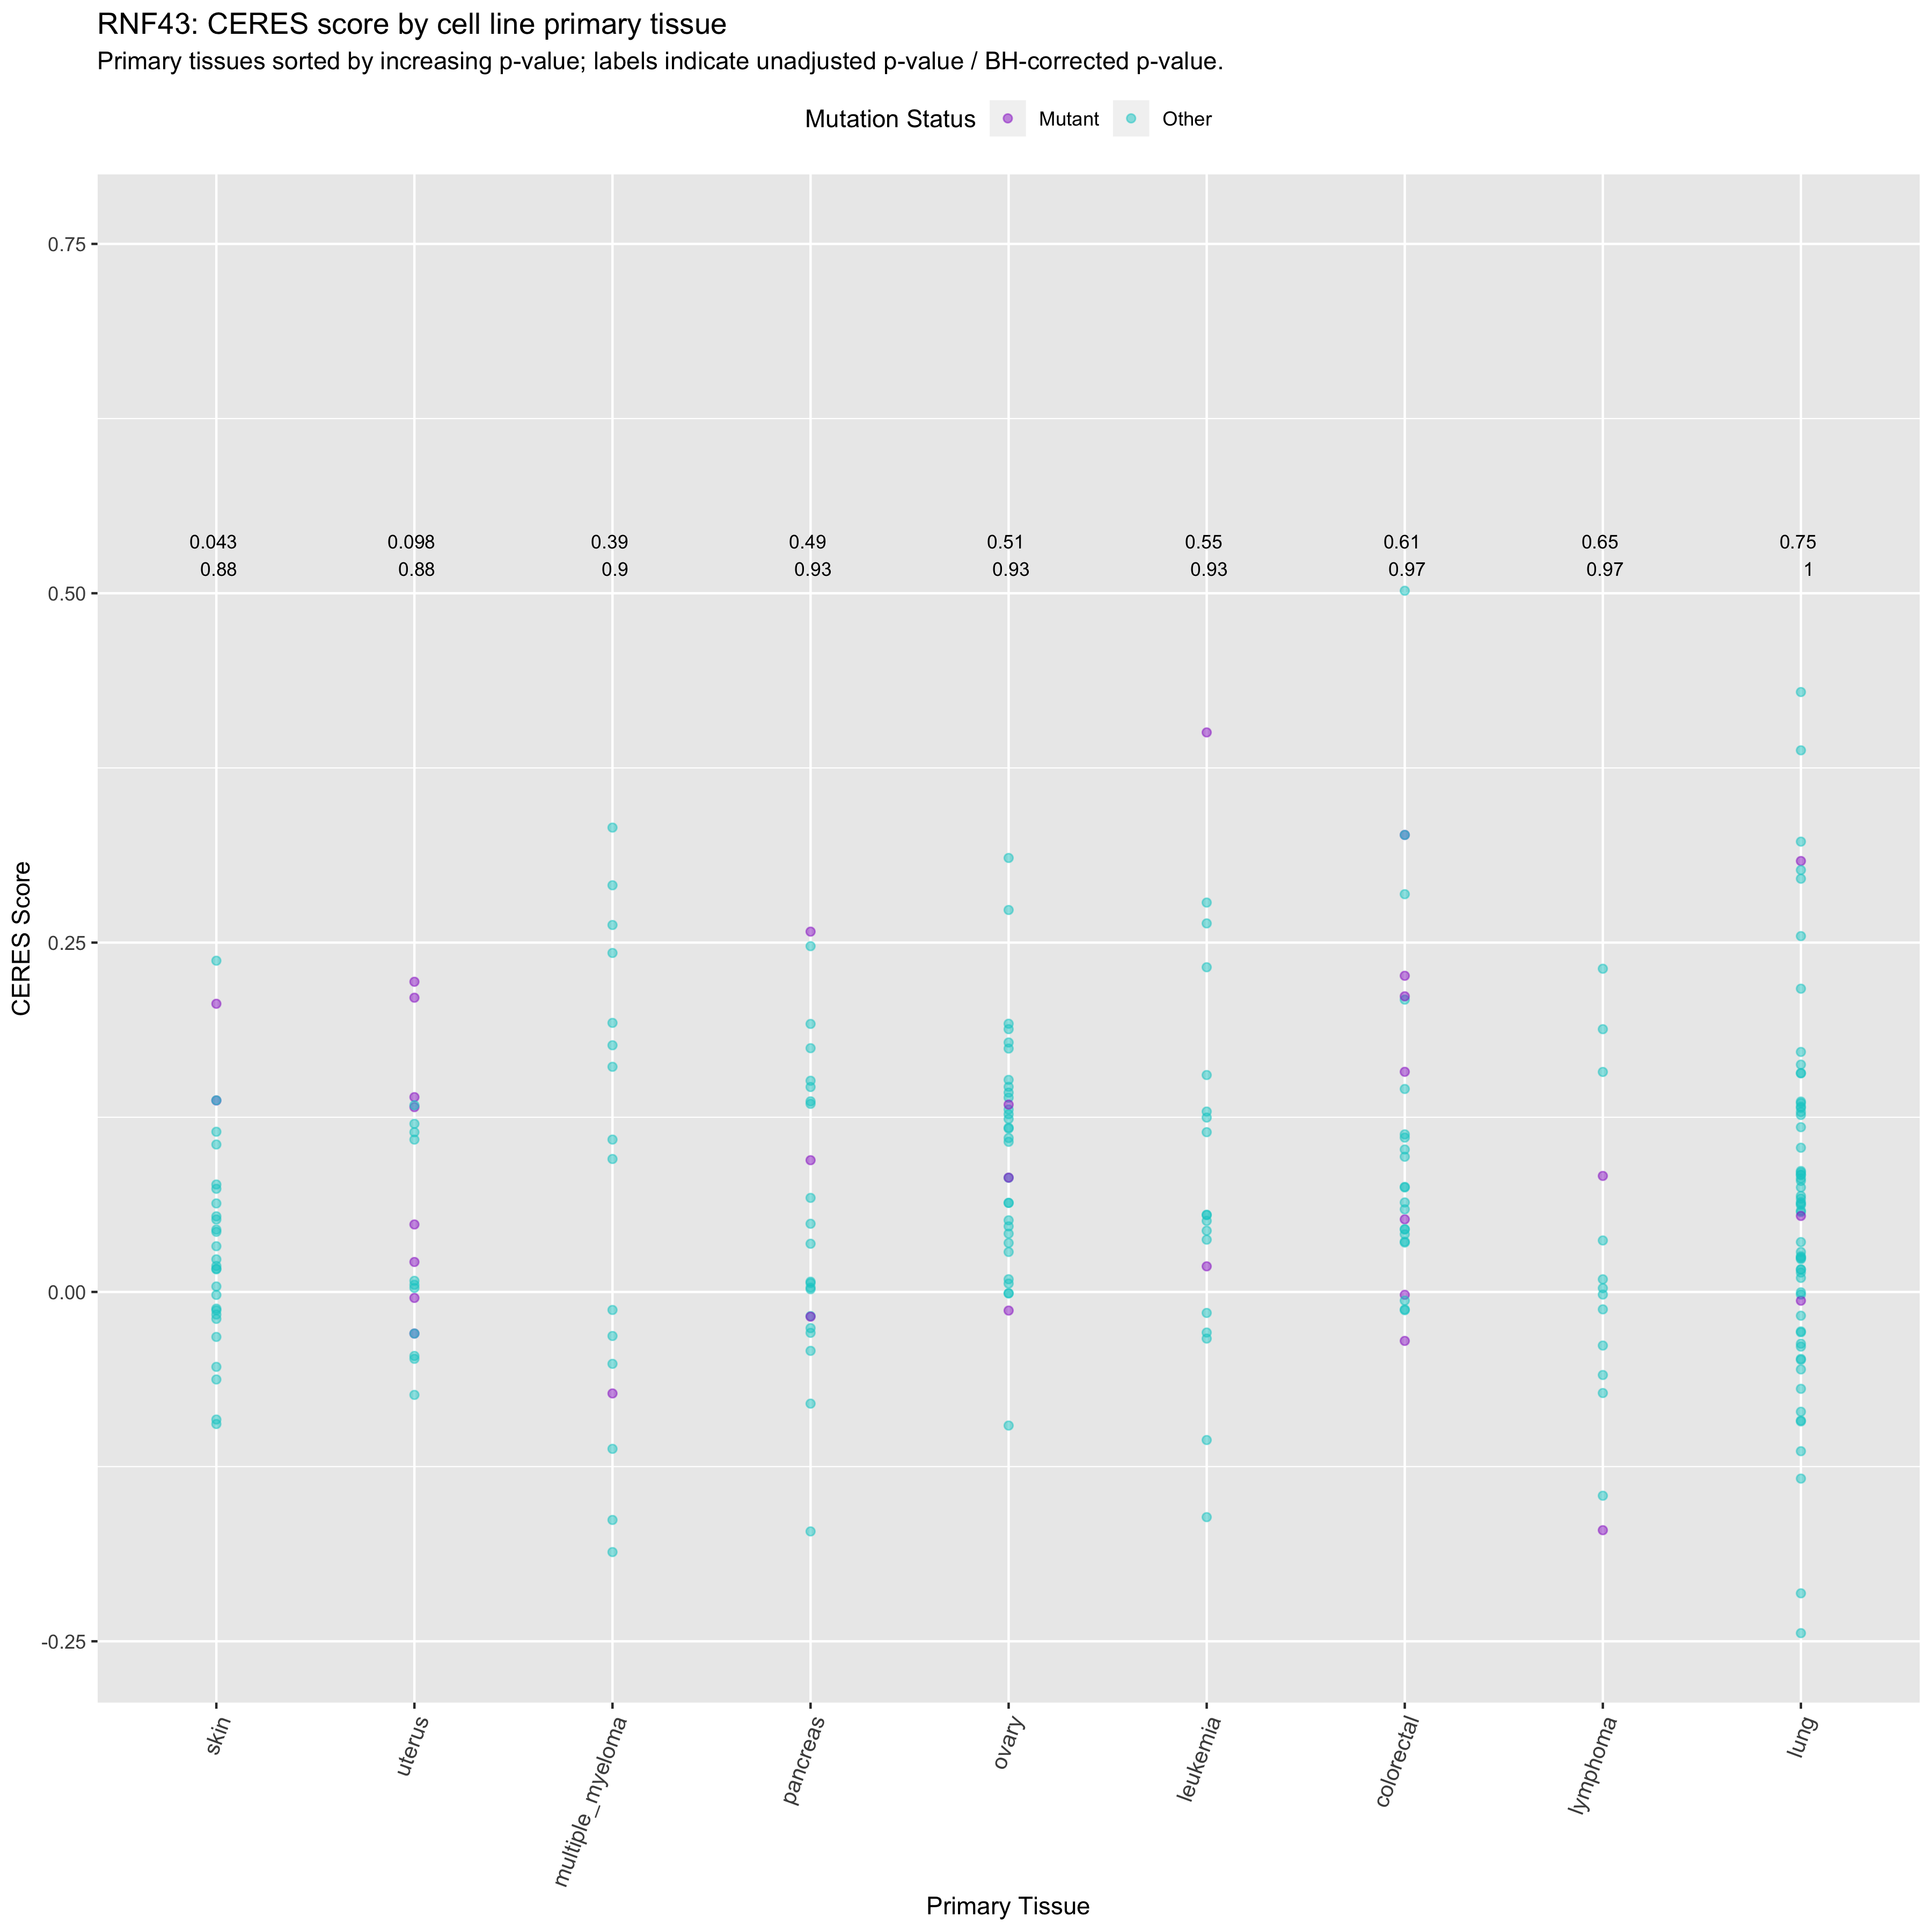 RNF43: CERES score by cell line primary tissue
Primary tissues sorted by increasing p-value; labels indicate unadjusted p-value / BH-corrected p-value.
Mutation Status Mutant Other
0.75
0.043 0.098 0.39 0.49 0.51 0.55 0.61 0.65 0.75
0.88 0.88 0.9 0.93 0.93 0.93 0.97 0.97 1
0.50
0.25
0.00
-0.25
CERES Score
skin uterus multiple_myeloma pancreas ovary leukemia colorectal lymphoma lung
Primary Tissue